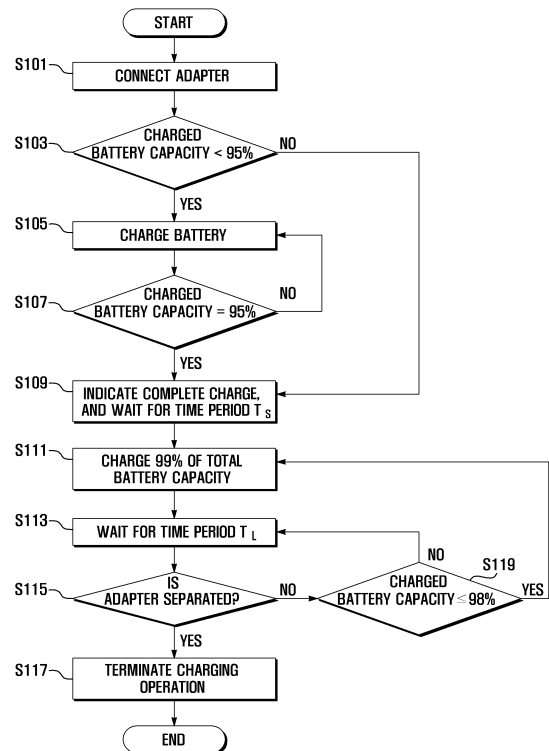 START
S101
CONNECT ADAPTER
S103
CHARGED
BATTERY CAPACITY < 95%
NO
YES
S105
CHARGE BATTERY
S107
CHARGED
BATTERY CAPACITY = 95%
NO
YES
S109
INDICATE COMPLETE CHARGE,
AND WAIT FOR TIME PERIOD T S
S111
CHARGE 99% OF TOTAL
BATTERY CAPACITY
S113
WAIT FOR TIME PERIOD T L
S115
IS
ADAPTER SEPARATED?
NO
YES
S119
CHARGED
BATTERY CAPACITY ≤ 98%
NO
YES
S117
TERMINATE CHARGING
OPERATION
END